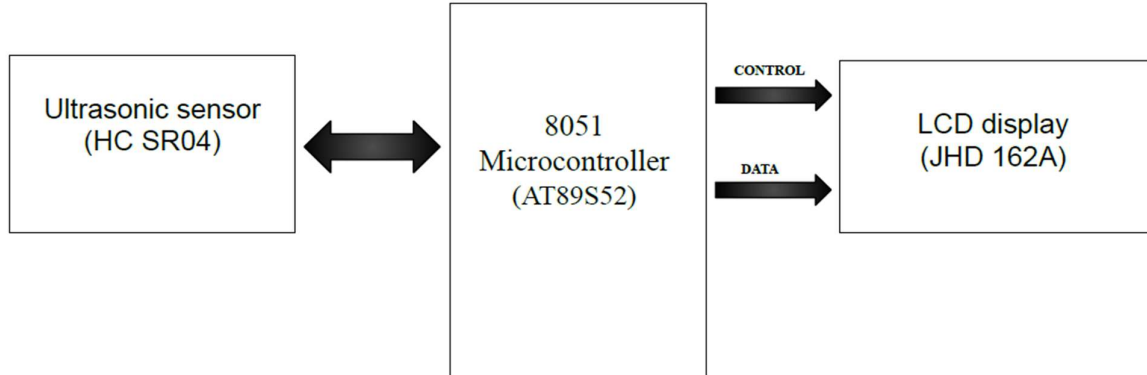 Ultrasonic sensor
(HC SR04)
8051
Microcontroller
(AT89S52)
CONTROL
DATA
LCD display
(JHD 162A)